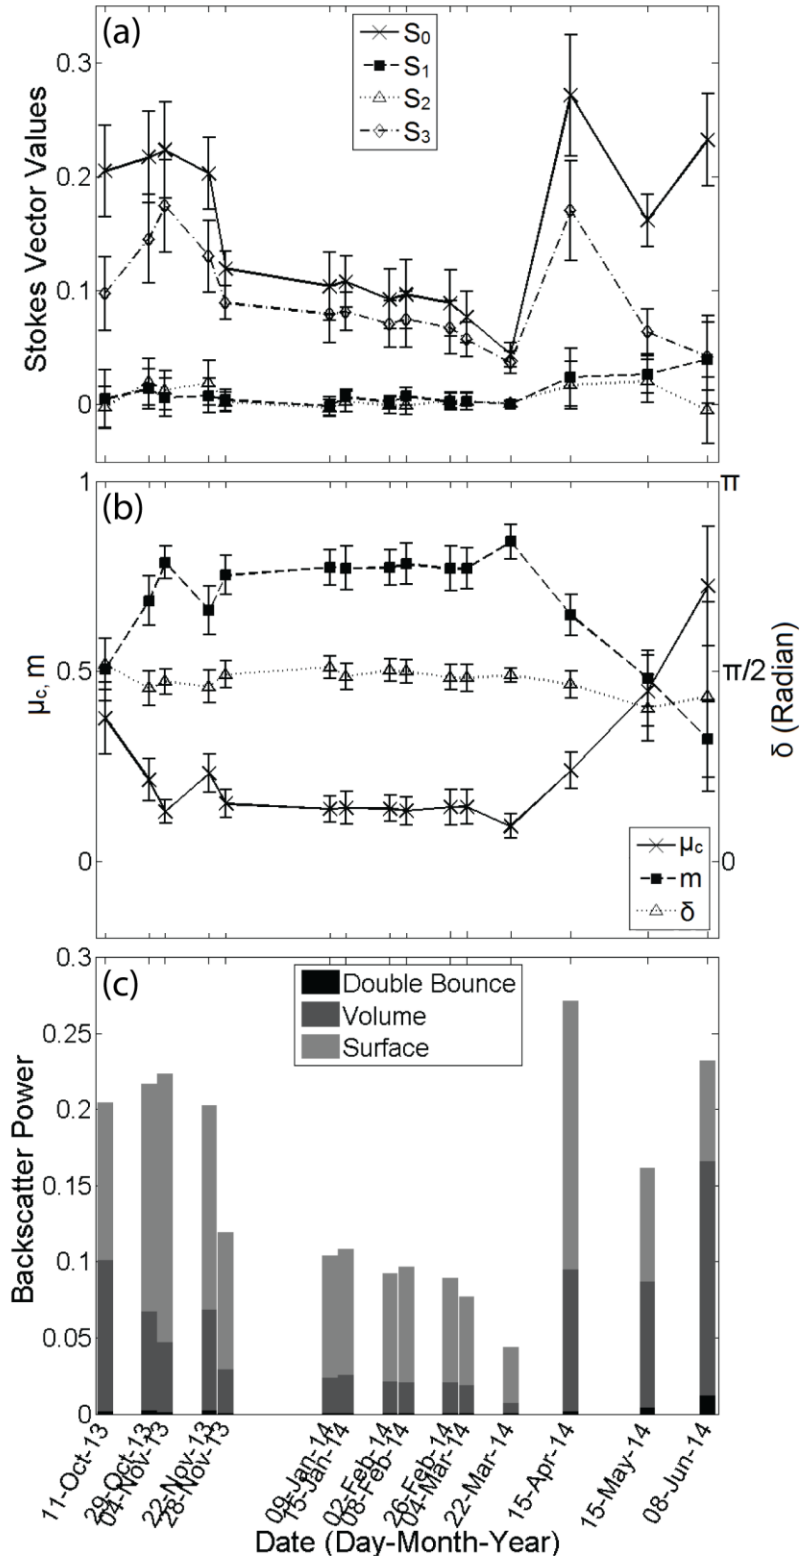 (a)
S₀
S₁
S₂
S₃
0.3
0.2
0.1
0
Stokes Vector Values
(b)
1
0.5
0
μc, m
π
π/2
0
δ (Radian)
μc
m
δ
(c)
Double Bounce
Volume
Surface
0.3
0.25
0.2
0.15
0.1
0.05
0
Backscatter Power
11-Oct-13
29-Oct-13
04-Nov-13
22-Nov-13
28-Nov-13
09-Jan-14
15-Jan-14
02-Feb-14
08-Feb-14
26-Feb-14
04-Mar-14
22-Mar-14
15-Apr-14
15-May-14
08-Jun-14
Date (Day-Month-Year)